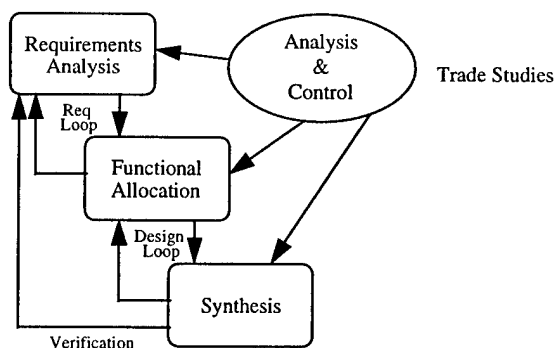 Requirements
Analysis
Analysis
&
Control
Trade Studies
Req
Loop
Functional
Allocation
Design
Loop
Synthesis
Verification